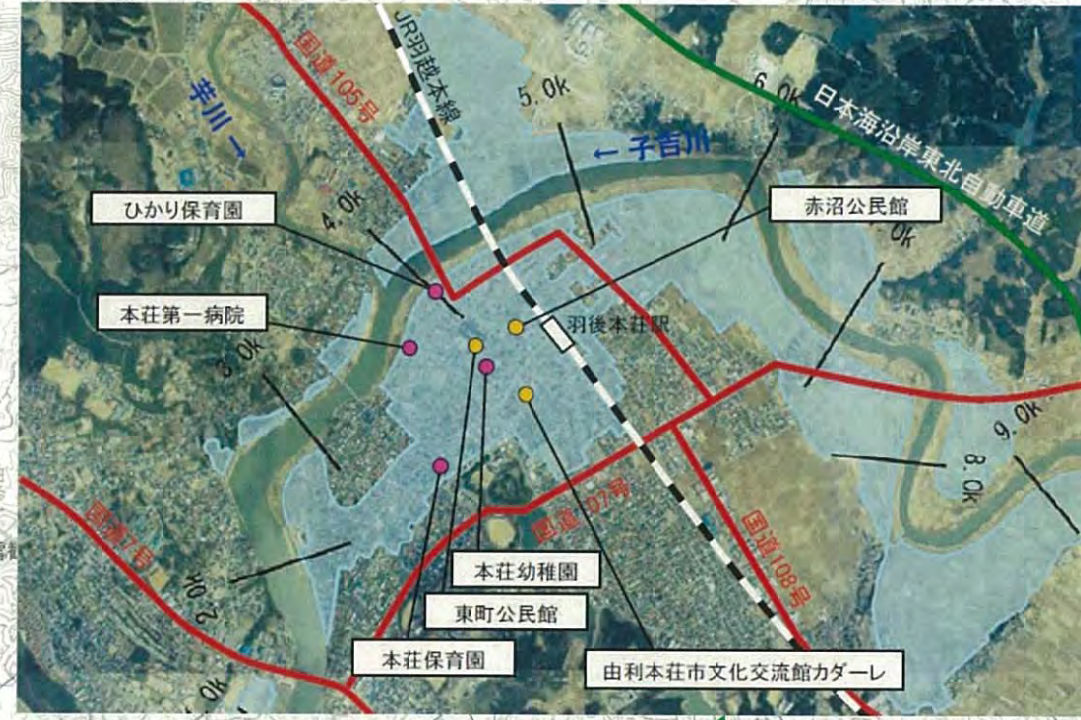 JR羽越本線
国道105号
芋川→
5.0k
6.0k
日本海沿岸東北自動車道
←子吉川
ひかり保育園
4.0k
赤沼公民館
本荘第一病院
3.0k
羽後本荘駅
9.0k
8.0k
国道7号
国道108号
2.0k
本荘幼稚園
東町公民館
本荘保育園
由利本荘市文化交流館カダーレ